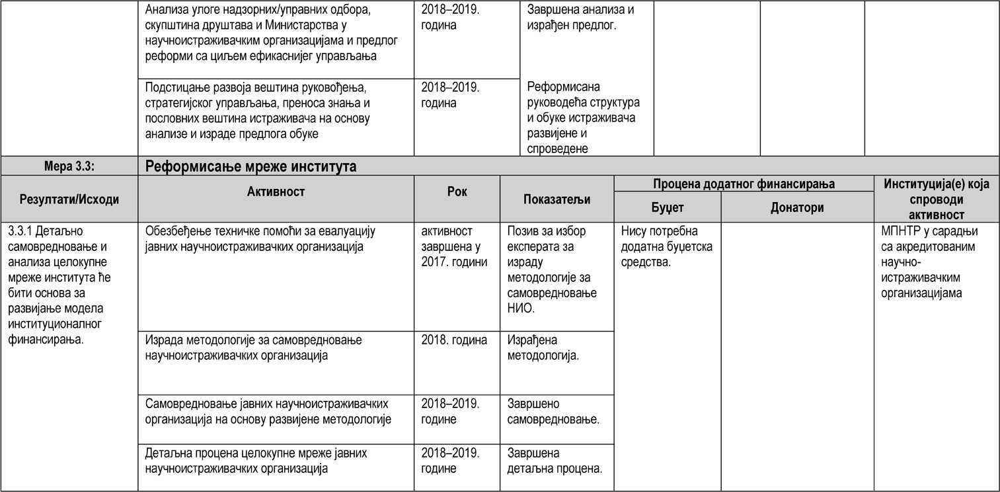 Анализа улоге надзорних/управних одбора,
скупштина друштава и Министарства у
научноистраживачким организацијама и предлог
реформи са циљем ефикаснијег управљања
2018–2019.
година
Завршена анализа и
израђен предлог.
Подстицање развоја вештина руковођења,
стратегијског управљања, преноса знања и
пословних вештина истраживача на основу
анализе и израде предлога обуке
2018–2019.
година
Реформисана
руководећа структура
и обуке истраживача
развијене и
спроведене
Мера 3.3:
Реформисање мреже института
Резултати/Исходи
Активност
Рок
Показатељи
Процена додатног финансирања
Буџет
Донатори
Институција(е) која
спроводи
активност
3.3.1 Детаљно
самовредновање и
анализа целокупне
мреже института ће
бити основа за
развијање модела
институционалног
финансирања.
Обезбеђење техничке помоћи за евалуацију
јавних научноистраживачких организација
активност
завршена у
2017. години
Позив за избор
експерата за
израду
методологије за
самовредновање
НИО.
Нису потребна
додатна буџетска
средства.
МПНТР у сарадњи
са акредитованим
научно-
истраживачким
организацијама
Израда методологије за самовредновање
научноистраживачких организација
2018. година
Израђена
методологија.
Самовредновање јавних научноистраживачких
организација на основу развијене методологије
2018–2019.
године
Завршено
самовредновање.
Детаљна процена целокупне мреже јавних
научноистраживачких организација
2018–2019.
године
Завршена
детаљна процена.